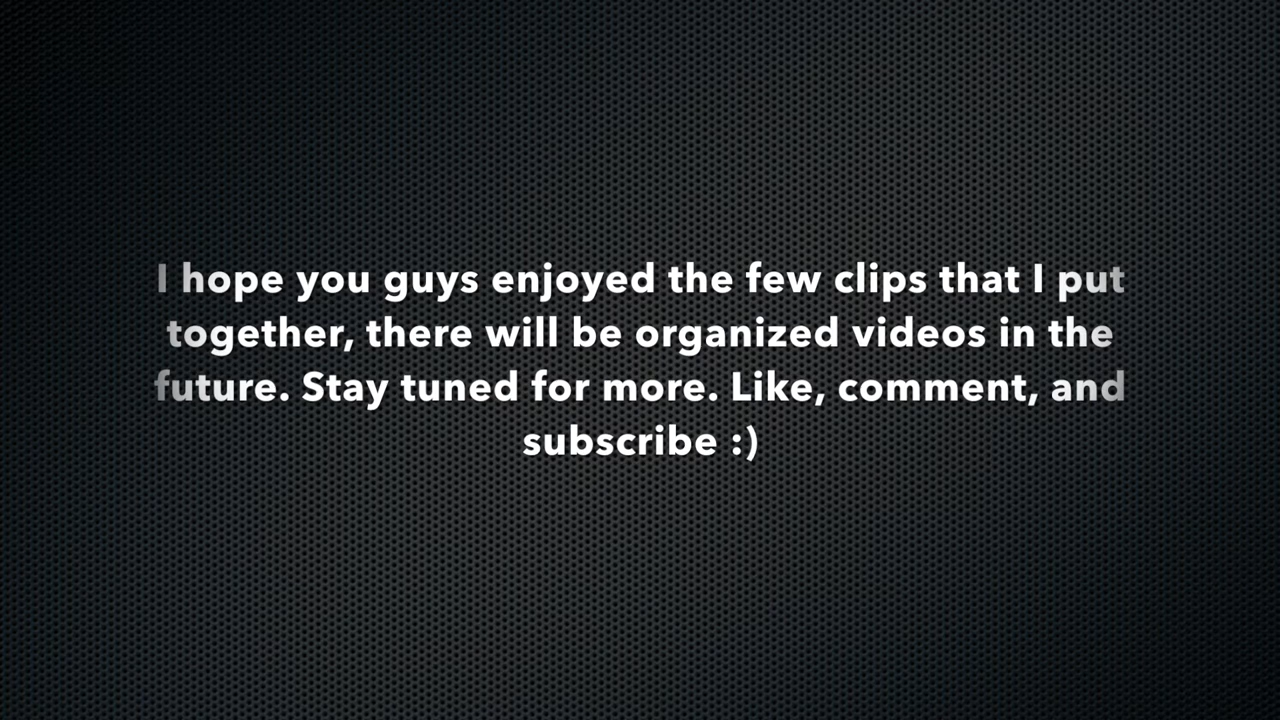 I hope you guys enjoyed the few clips that I put
together, there will be organized videos in the
future. Stay tuned for more. Like, comment, and
subscribe :)